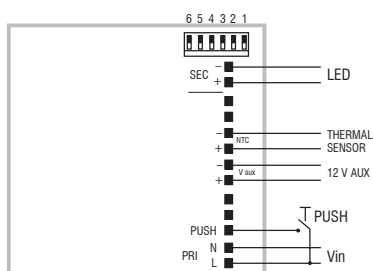 6 5 4 3 2 1
− LED
SEC
+
− THERMAL
NTC
+ SENSOR
−
V aux 12 V AUX
+
PUSH
PUSH
N
PRI Vin
L